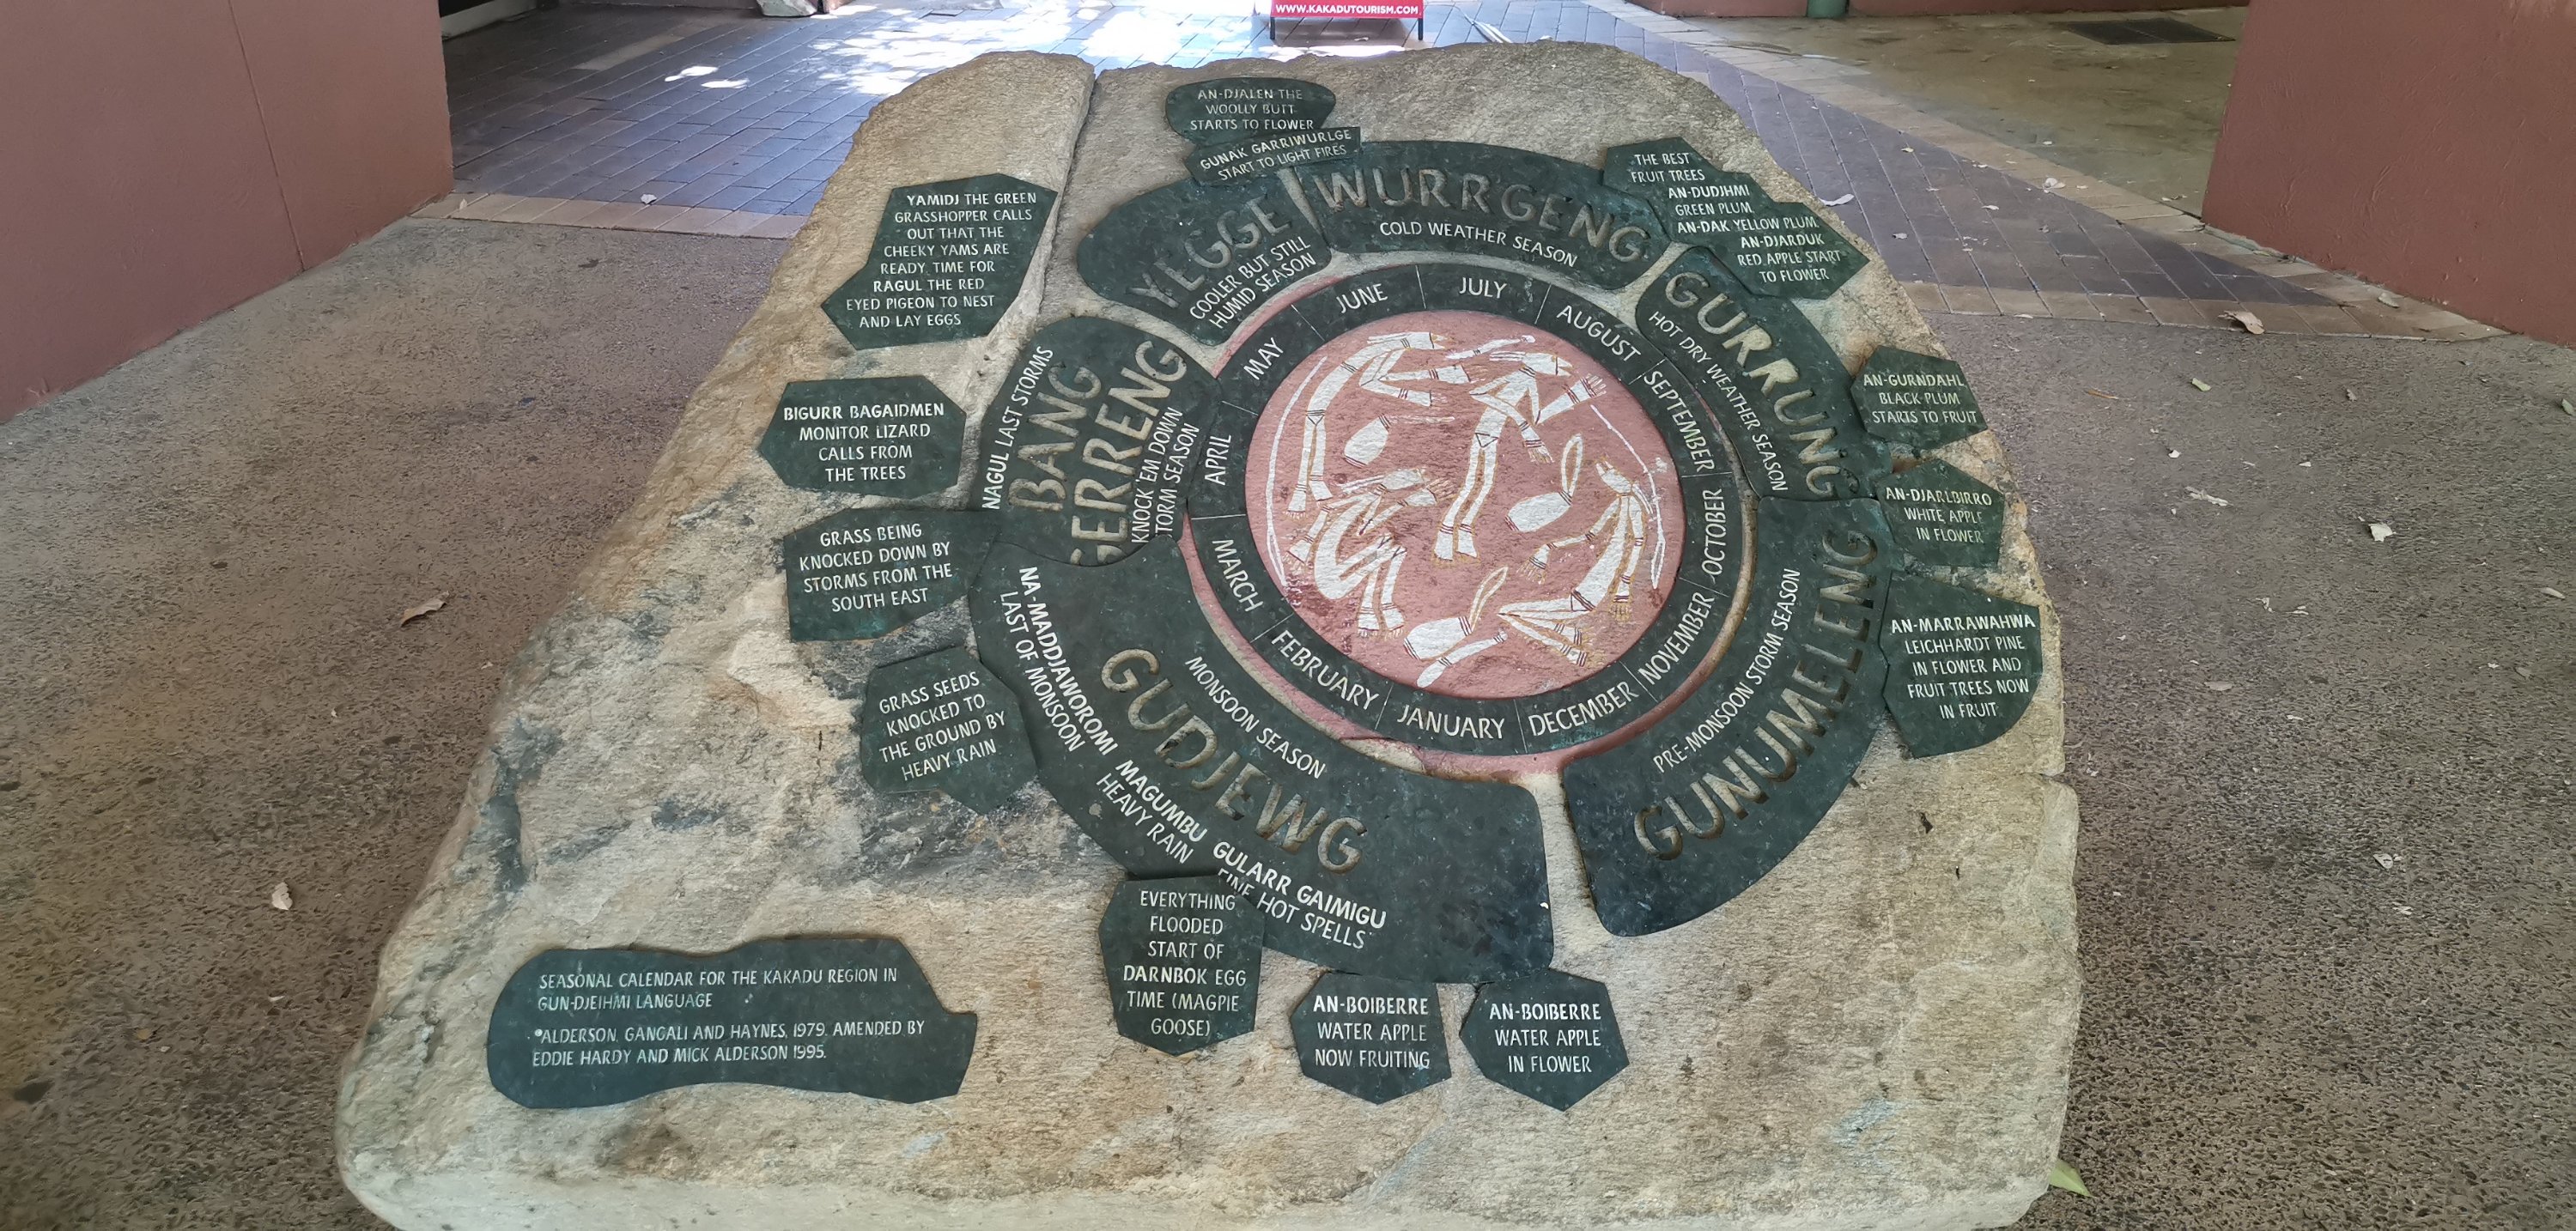 WWW.KAKADUTOURISM.COM
AN-DJALEN THE
WOOLLY BUTT
STARTS TO FLOWER
GUNAK GARRIWURLGE
START TO LIGHT FIRES
YEGGE
COOLER BUT STILL
HUMID SEASON
WURRGENG
COLD WEATHER SEASON
THE BEST
FRUIT TREES
AN-DUDJHMI
GREEN PLUM
AN-DAK YELLOW PLUM
AN-DJARDUK
RED APPLE START
TO FLOWER
GURRUNG
HOT DRY WEATHER SEASON
AN-GURNDAHL
BLACK PLUM
STARTS TO FRUIT
AN-DJARLBIRRO
WHITE APPLE
IN FLOWER
AN-MARRAWAHWA
LEICHHARDT PINE
IN FLOWER AND
FRUIT TREES NOW
IN FRUIT
PRE-MONSOON STORM SEASON
GUNUMELENG
AN-BOIBERRE
WATER APPLE
IN FLOWER
AN-BOIBERRE
WATER APPLE
NOW FRUITING
EVERYTHING
FLOODED
START OF
DARNBOK EGG
TIME (MAGPIE
GOOSE)
MONSOON SEASON
GUDJEWG
NA-MADDJAWOROMI
LAST OF MONSOON
MAGUMBU
HEAVY RAIN
GULARR GAIMIGU
FINE HOT SPELLS
GRASS SEEDS
KNOCKED TO
THE GROUND BY
HEAVY RAIN
GRASS BEING
KNOCKED DOWN BY
STORMS FROM THE
SOUTH EAST
BIGURR BAGAIDMEN
MONITOR LIZARD
CALLS FROM
THE TREES
NAGUL LAST STORMS
BANG
GERRENG
KNOCK 'EM DOWN
STORM SEASON
YAMIDJ THE GREEN
GRASSHOPPER CALLS
OUT THAT THE
CHEEKY YAMS ARE
READY, TIME FOR
RAGUL THE RED
EYED PIGEON TO NEST
AND LAY EGGS
JANUARY
FEBRUARY
MARCH
APRIL
MAY
JUNE
JULY
AUGUST
SEPTEMBER
OCTOBER
NOVEMBER
DECEMBER
SEASONAL CALENDAR FOR THE KAKADU REGION IN
GUN-DJEIHMI LANGUAGE
*ALDERSON, GANGALI AND HAYNES, 1979. AMENDED BY
EDDIE HARDY AND MICK ALDERSON 1995.